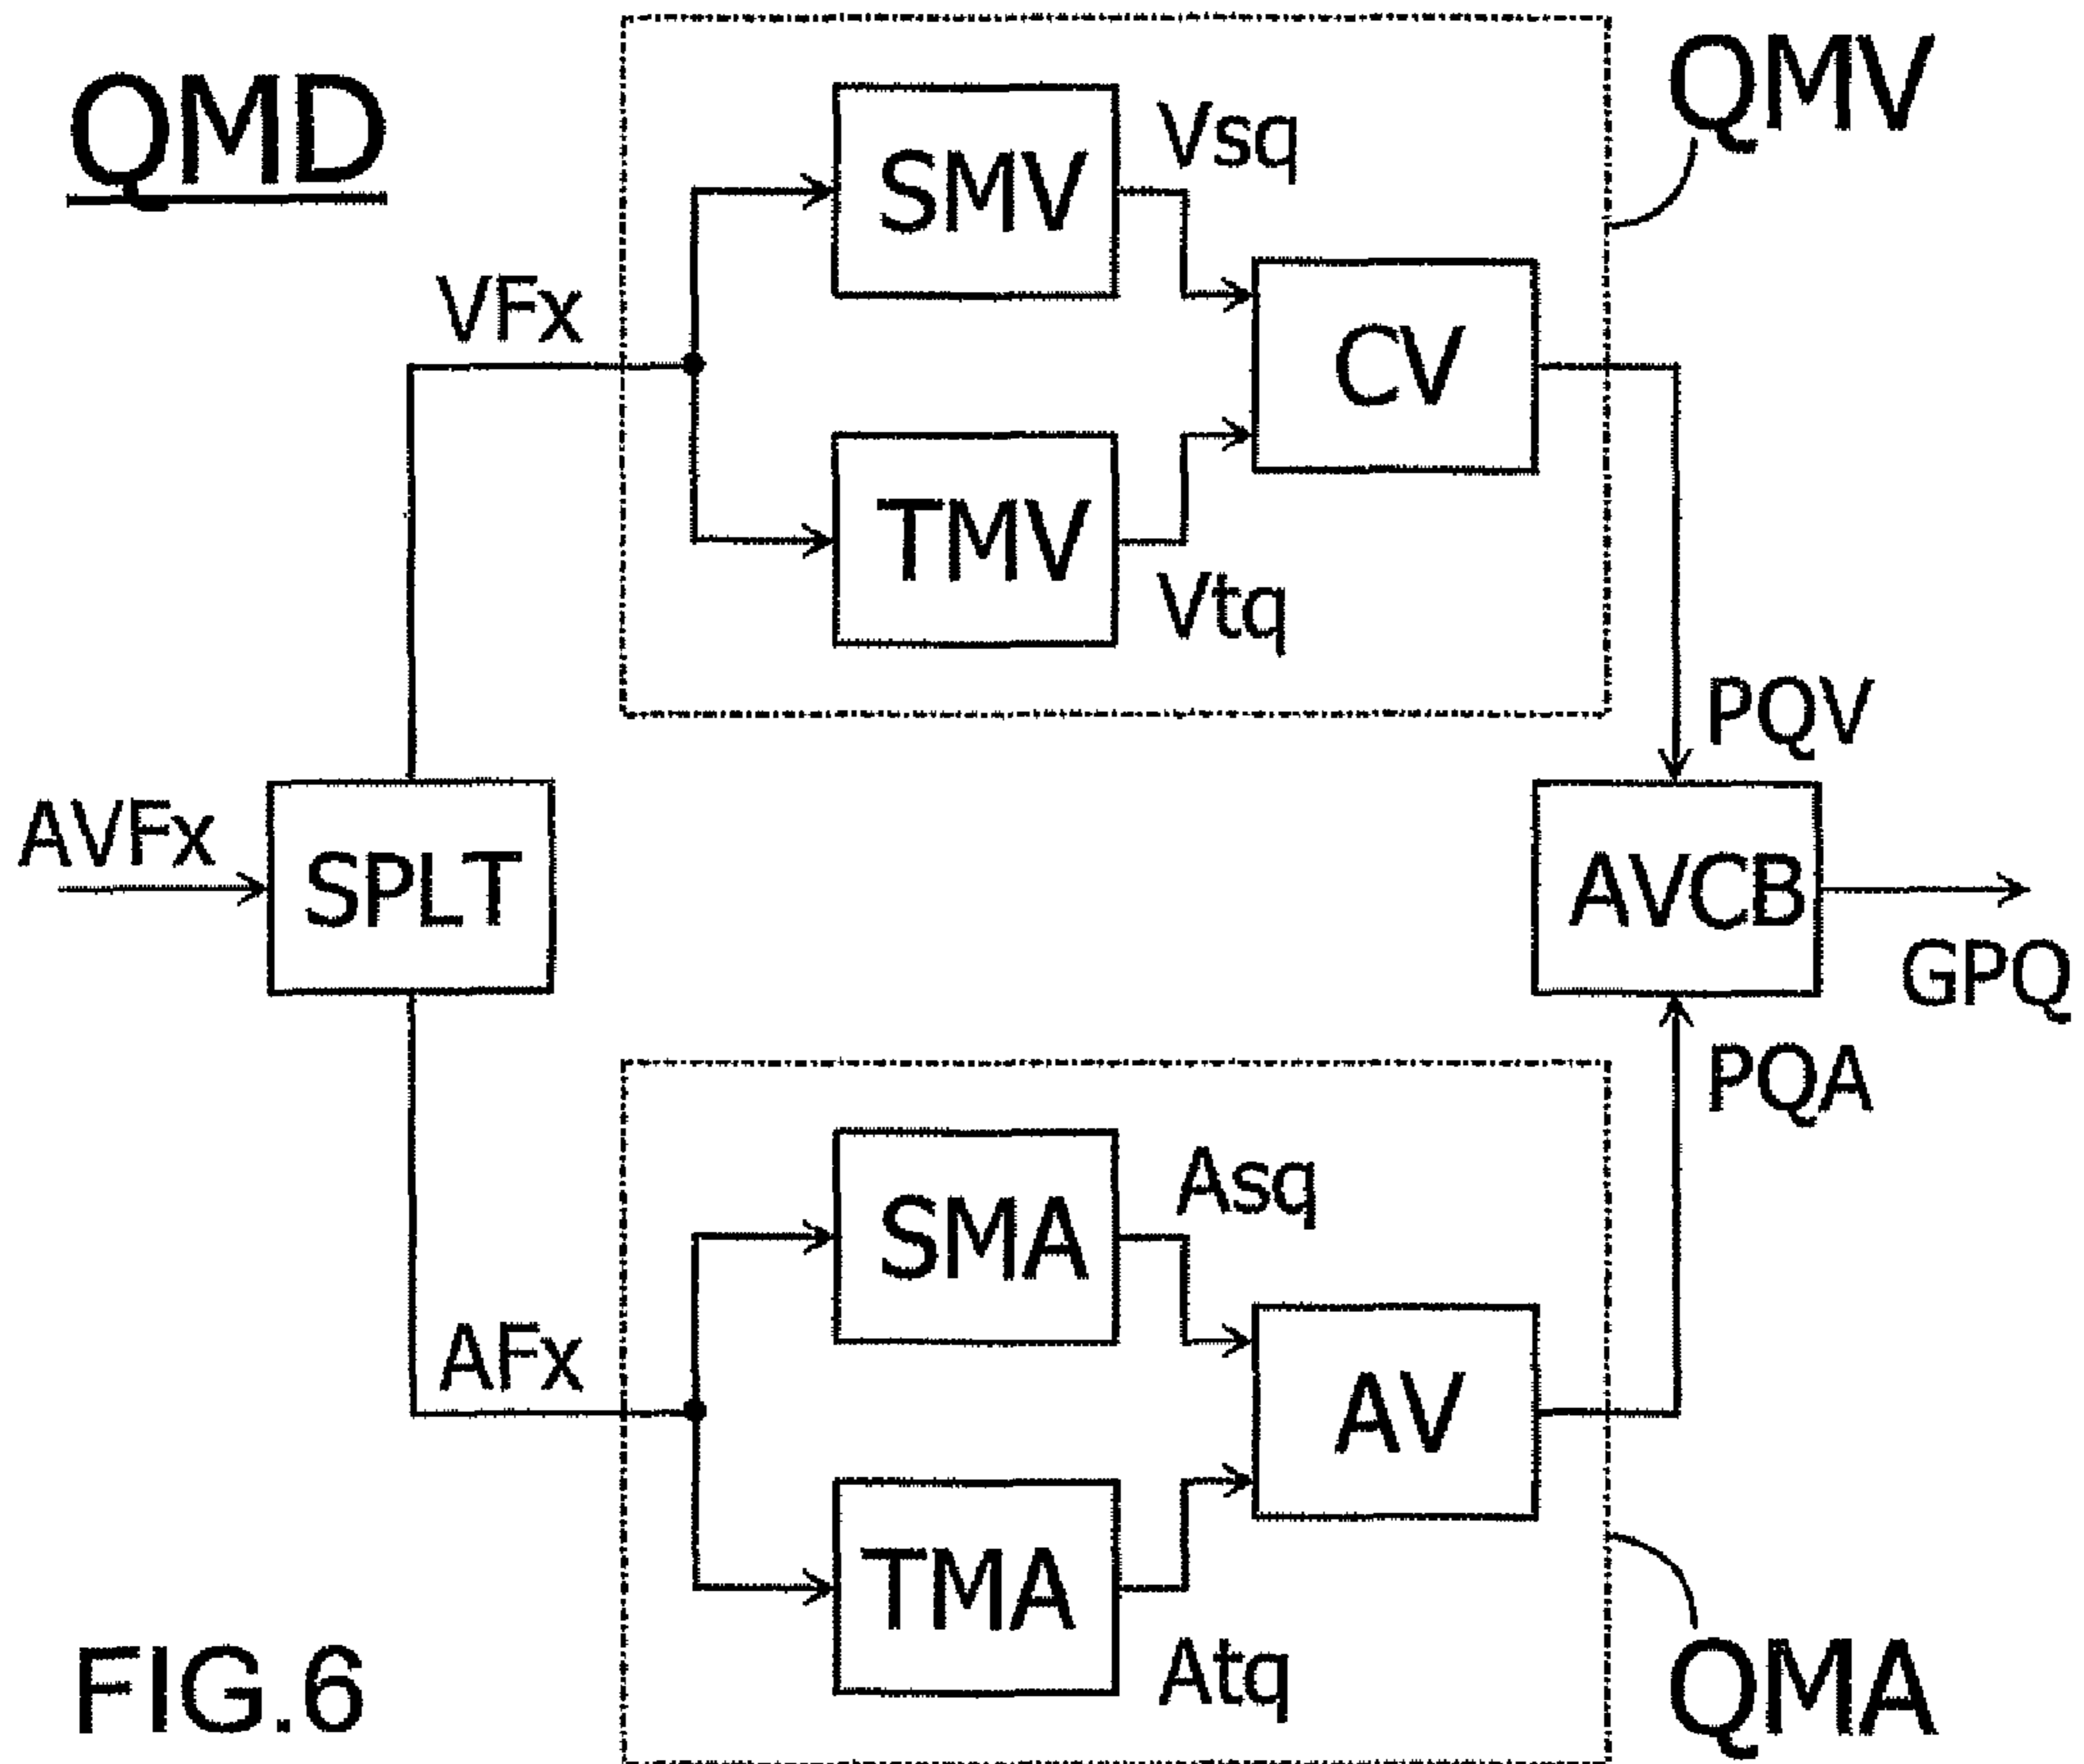 QMD
QMV
SMV
Vsq
VFx
CV
TMV
Vtq
PQV
AVFx
SPLT
AVCB
GPQ
PQA
SMA
Asq
AFx
AV
TMA
Atq
FIG.6
QMA